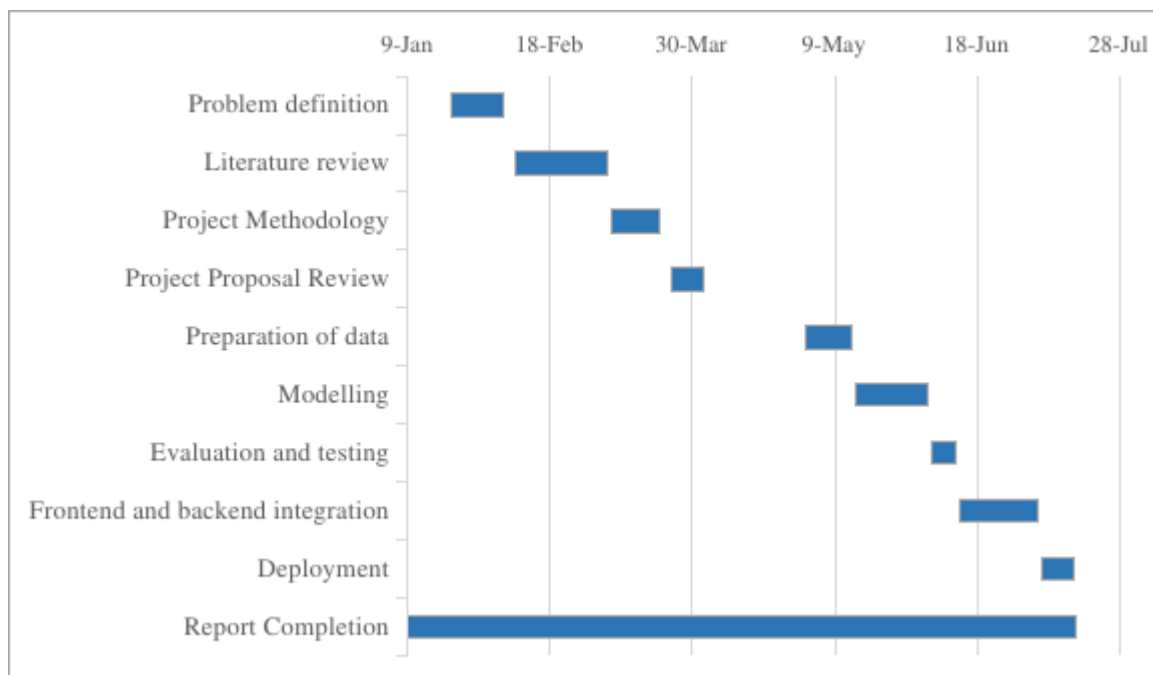 9-Jan 18-Feb 30-Mar 9-May 18-Jun 28-Jul
Problem definition
Literature review
Project Methodology
Project Proposal Review
Preparation of data
Modelling
Evaluation and testing
Frontend and backend integration
Deployment
Report Completion